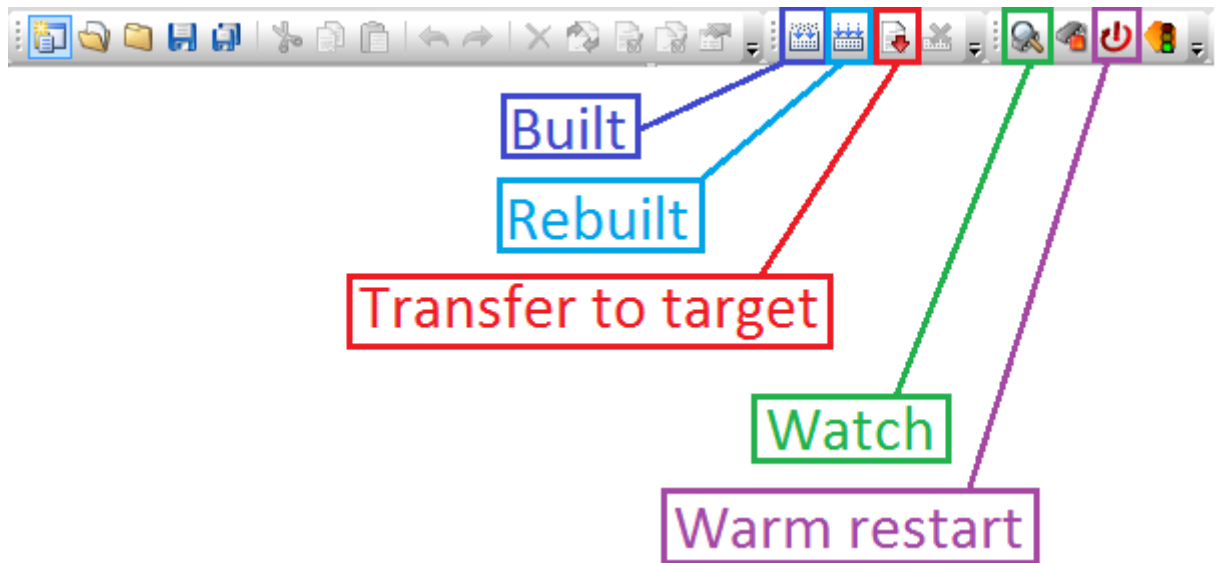 Built
Rebuilt
Transfer to target
Watch
Warm restart